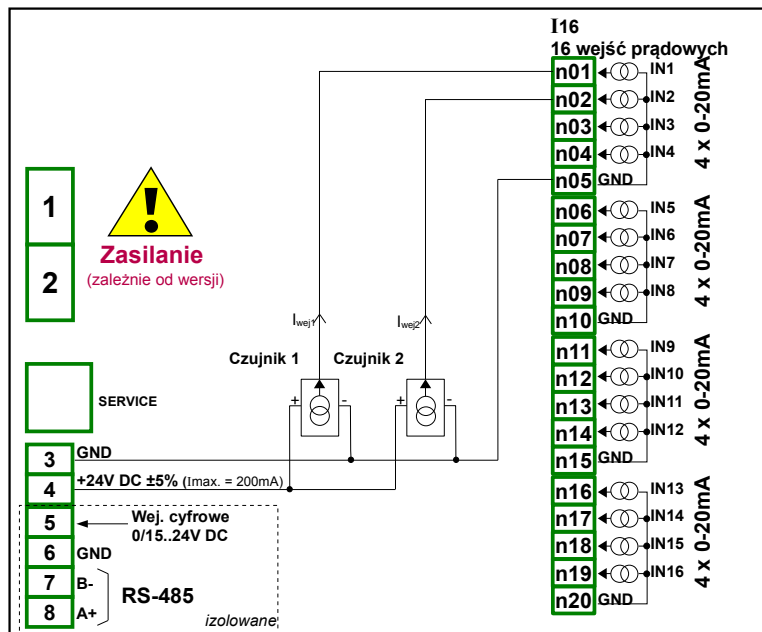 I16
16 wejść prądowych
n01 IN1
n02 IN2
n03 IN3
n04 IN4
n05 GND
4 x 0-20mA
n06 IN5
n07 IN6
n08 IN7
n09 IN8
n10 GND
4 x 0-20mA
n11 IN9
n12 IN10
n13 IN11
n14 IN12
n15 GND
4 x 0-20mA
n16 IN13
n17 IN14
n18 IN15
n19 IN16
n20 GND
4 x 0-20mA
1
2
!
Zasilanie
(zależnie od wersji)
Iwej1
Iwej2
Czujnik 1
Czujnik 2
+ -
+ -
SERVICE
3 GND
4 +24V DC ±5% (Imax. = 200mA)
5 Wej. cyfrowe
0/15..24V DC
6 GND
7 B-
8 A+
RS-485
izolowane